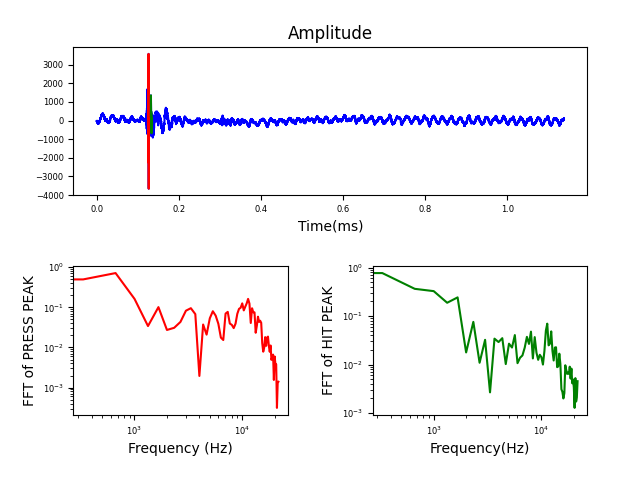 Amplitude
3000
2000
1000
0
−1000
−2000
−3000
−4000
0.0 0.2 0.4 0.6 0.8 1.0
Time(ms)
FFT of PRESS PEAK
10⁰
10⁻¹
10⁻²
10⁻³
10³ 10⁴
Frequency (Hz)
FFT of HIT PEAK
10⁰
10⁻¹
10⁻²
10⁻³
10³ 10⁴
Frequency(Hz)